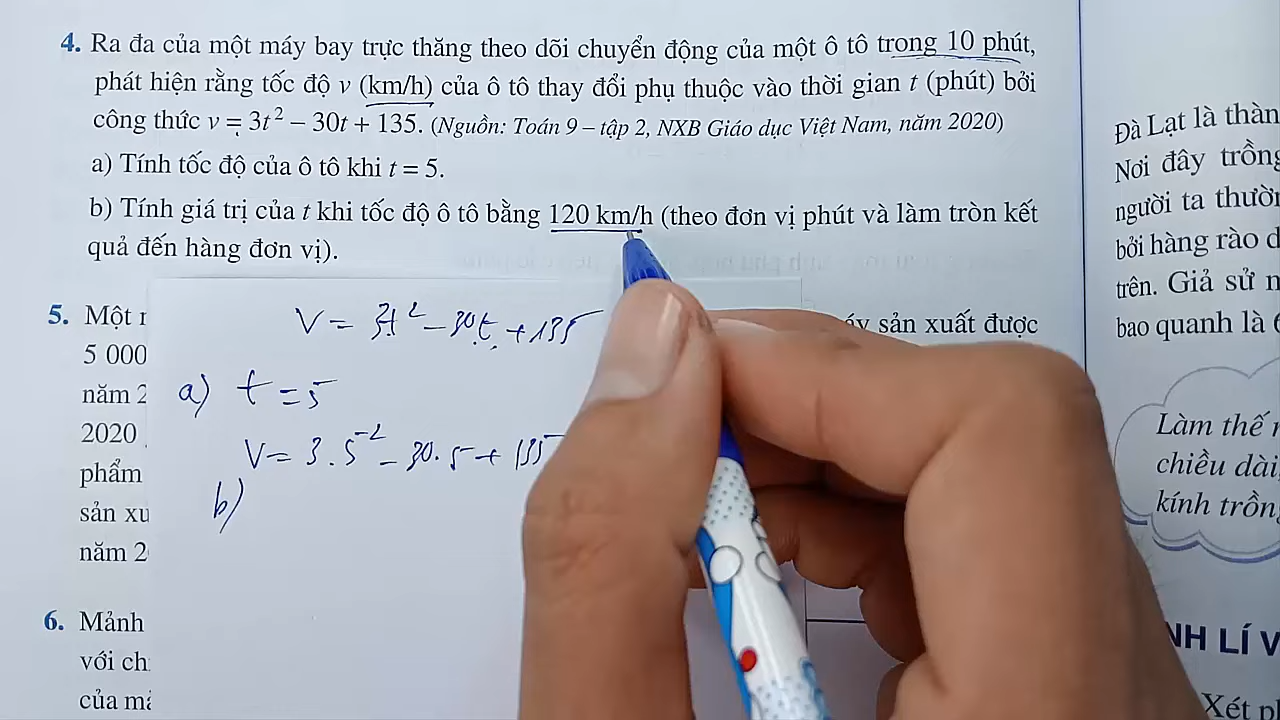 4. Ra đa của một máy bay trực thăng theo dõi chuyển động của một ô tô trong 10 phút,
phát hiện rằng tốc độ v (km/h) của ô tô thay đổi phụ thuộc vào thời gian t (phút) bởi
công thức v = 3t² – 30t + 135. (Nguồn: Toán 9 – tập 2, NXB Giáo dục Việt Nam, năm 2020)
a) Tính tốc độ của ô tô khi t = 5.
b) Tính giá trị của t khi tốc độ ô tô bằng 120 km/h (theo đơn vị phút và làm tròn kết
quả đến hàng đơn vị).
V = 3t² – 30t + 135
a) t = 5
V = 3.5² – 30.5 + 135
b)
5. Một
sản xuất được
5 000
năm 2
2020
phẩm
sản xu
năm 2
6. Mảnh
với ch
của mả
Đà Lạt là thàn
Nơi đây trồng
người ta thườn
bởi hàng rào d
trên. Giả sử n
bao quanh là
Làm thế
chiều dài,
kính trồn
NH LÍ V
Xét